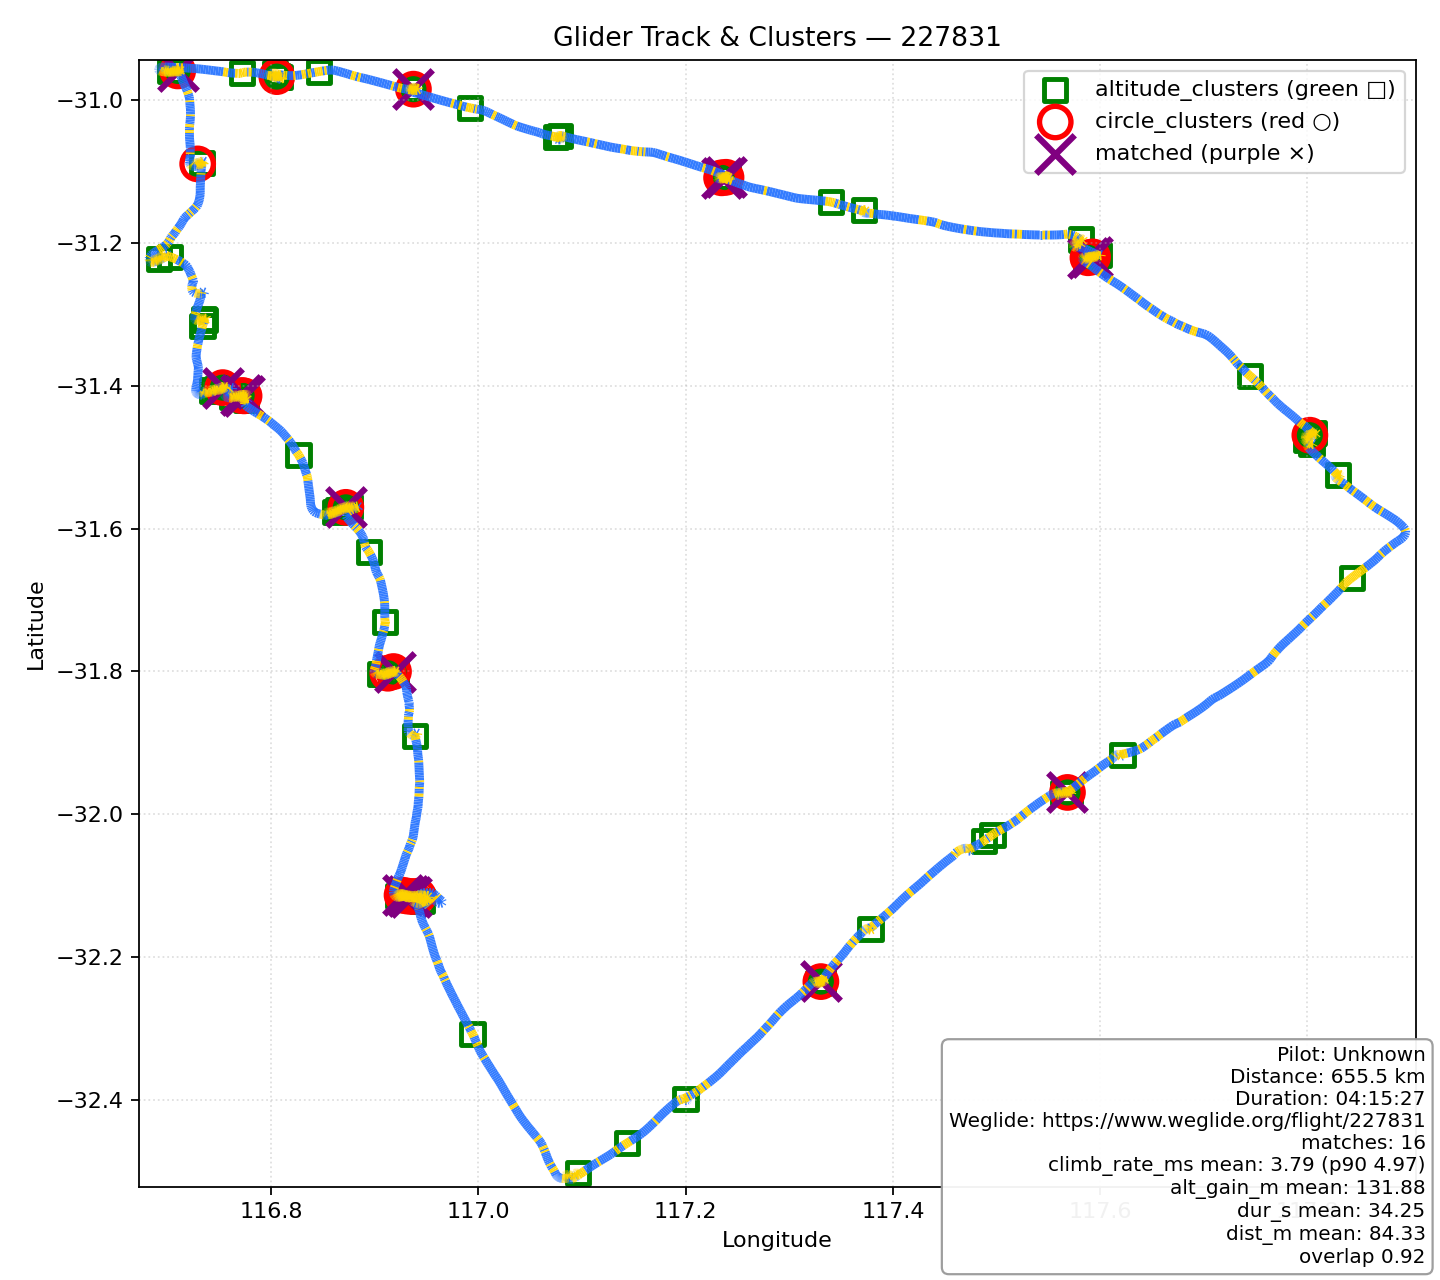 Glider Track & Clusters — 227831
altitude_clusters (green □)
circle_clusters (red ○)
matched (purple ×)
−31.0
−31.2
−31.4
−31.6
−31.8
−32.0
−32.2
−32.4
Latitude
116.8
117.0
117.2
117.4
117.6
Longitude
Pilot: Unknown
Distance: 655.5 km
Duration: 04:15:27
Weglide: https://www.weglide.org/flight/227831
matches: 16
climb_rate_ms mean: 3.79 (p90 4.97)
alt_gain_m mean: 131.88
dur_s mean: 34.25
dist_m mean: 84.33
overlap 0.92